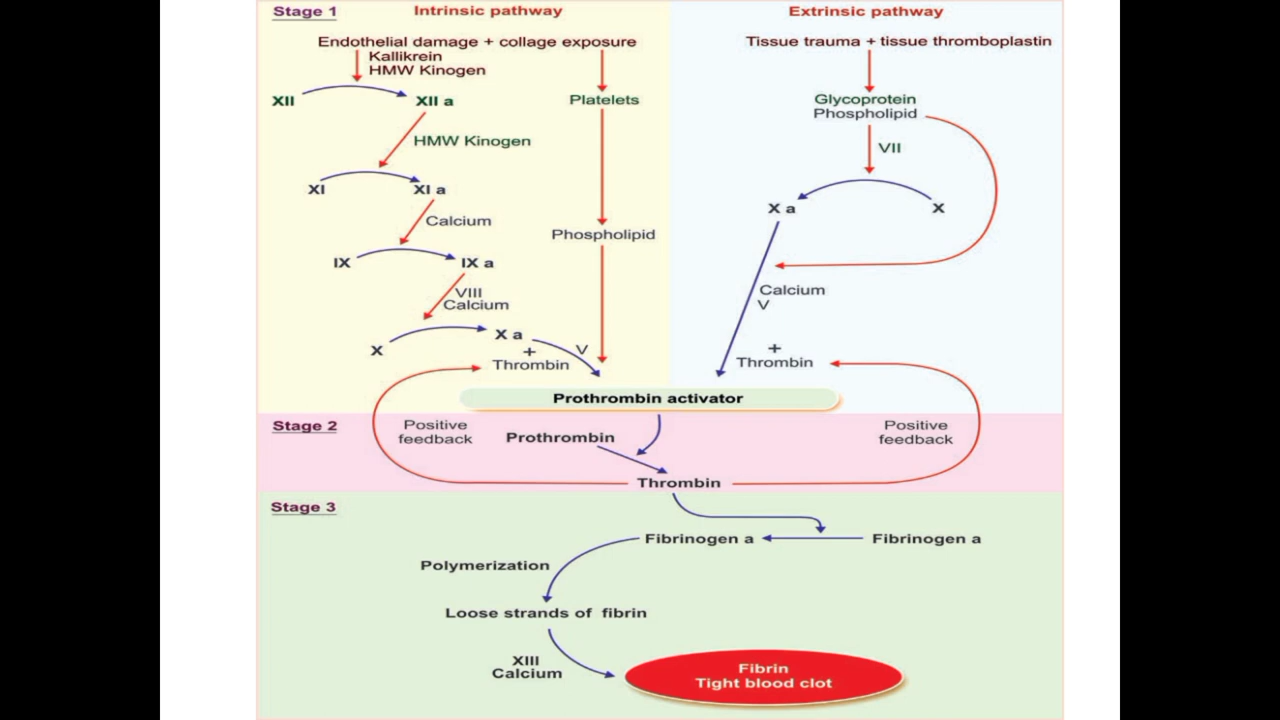 Stage 1
Intrinsic pathway
Extrinsic pathway
Endothelial damage + collage exposure
Kallikrein
HMW Kinogen
XII
XII a
Platelets
HMW Kinogen
XI
XI a
Calcium
Phospholipid
IX
IX a
VIII
Calcium
X
X a
+
Thrombin
V
Tissue trauma + tissue thromboplastin
Glycoprotein
Phospholipid
VII
X a
X
Calcium
V
+
Thrombin
Prothrombin activator
Stage 2
Positive
feedback
Prothrombin
Positive
feedback
Thrombin
Stage 3
Fibrinogen a
Fibrinogen a
Polymerization
Loose strands of fibrin
XIII
Calcium
Fibrin
Tight blood clot